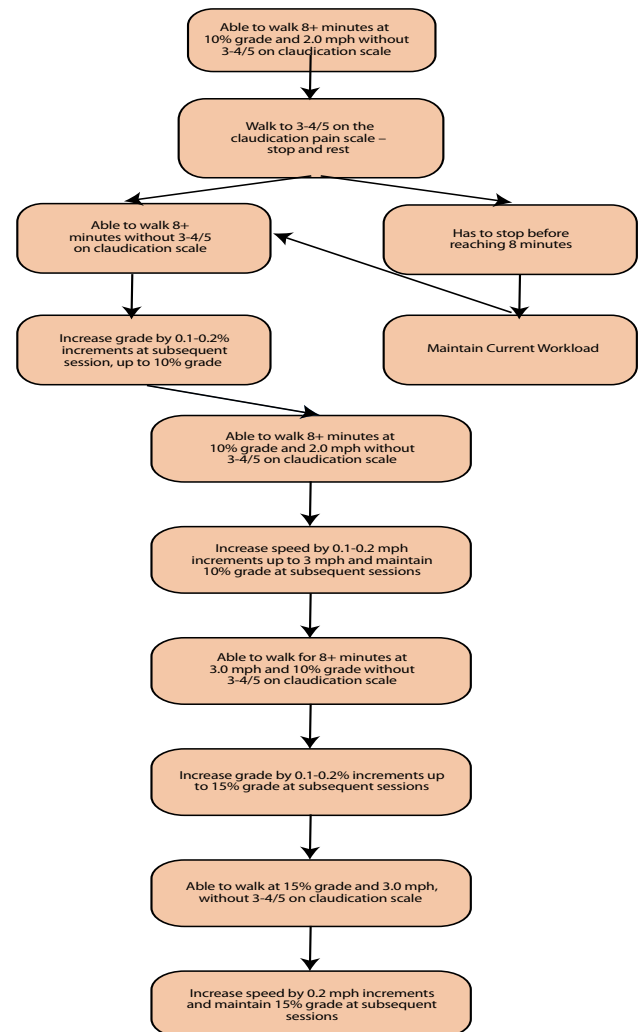 Able to walk 8+ minutes at
10% grade and 2.0 mph without
3-4/5 on claudication scale
Walk to 3-4/5 on the
claudication pain scale –
stop and rest
Able to walk 8+
minutes without 3-4/5
on claudication scale
Has to stop before
reaching 8 minutes
Increase grade by 0.1-0.2%
increments at subsequent
session, up to 10% grade
Maintain Current Workload
Able to walk 8+ minutes at
10% grade and 2.0 mph without
3-4/5 on claudication scale
Increase speed by 0.1-0.2 mph
increments up to 3 mph and maintain
10% grade at subsequent sessions
Able to walk for 8+ minutes at
3.0 mph and 10% grade without
3-4/5 on claudication scale
Increase grade by 0.1-0.2% increments up
to 15% grade at subsequent sessions
Able to walk at 15% grade and 3.0 mph,
without 3-4/5 on claudication scale
Increase speed by 0.2 mph increments
and maintain 15% grade at subsequent
sessions